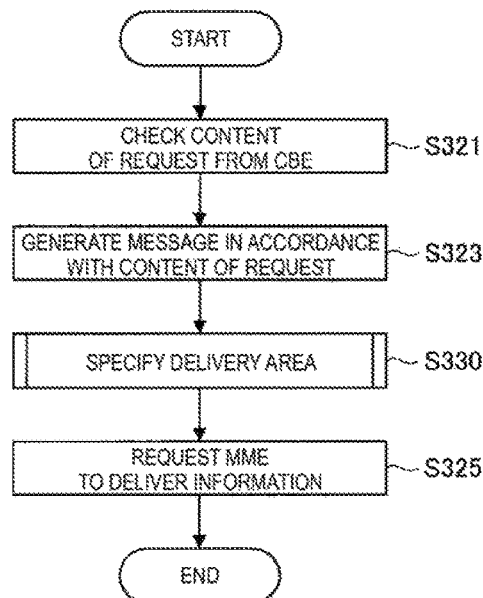 START
CHECK CONTENT
OF REQUEST FROM CBE
S321
GENERATE MESSAGE IN ACCORDANCE
WITH CONTENT OF REQUEST
S323
SPECIFY DELIVERY AREA
S330
REQUEST MME
TO DELIVER INFORMATION
S325
END